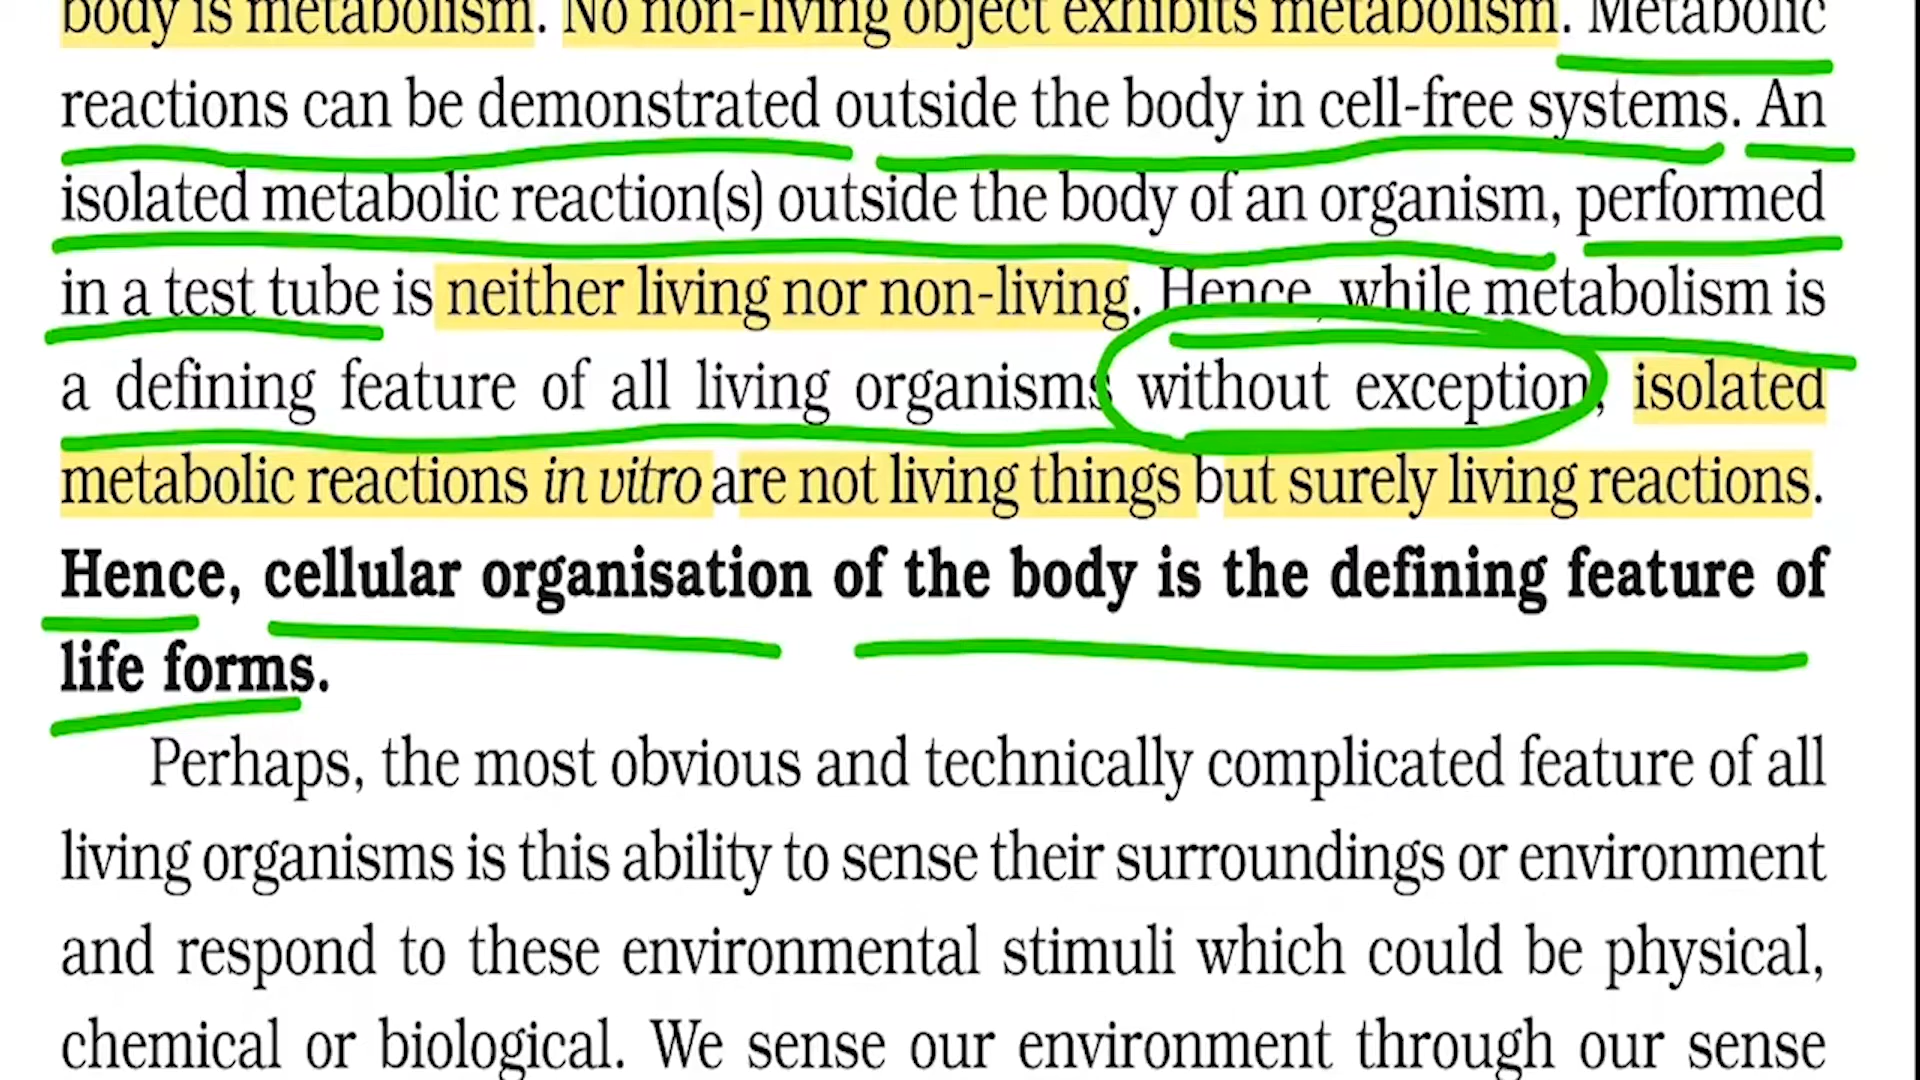 body is metabolism. No non-living object exhibits metabolism. Metabolic
reactions can be demonstrated outside the body in cell-free systems. An
isolated metabolic reaction(s) outside the body of an organism, performed
in a test tube is neither living nor non-living. Hence, while metabolism is
a defining feature of all living organisms without exception, isolated
metabolic reactions in vitro are not living things but surely living reactions.
Hence, cellular organisation of the body is the defining feature of
life forms.
Perhaps, the most obvious and technically complicated feature of all
living organisms is this ability to sense their surroundings or environment
and respond to these environmental stimuli which could be physical,
chemical or biological. We sense our environment through our sense